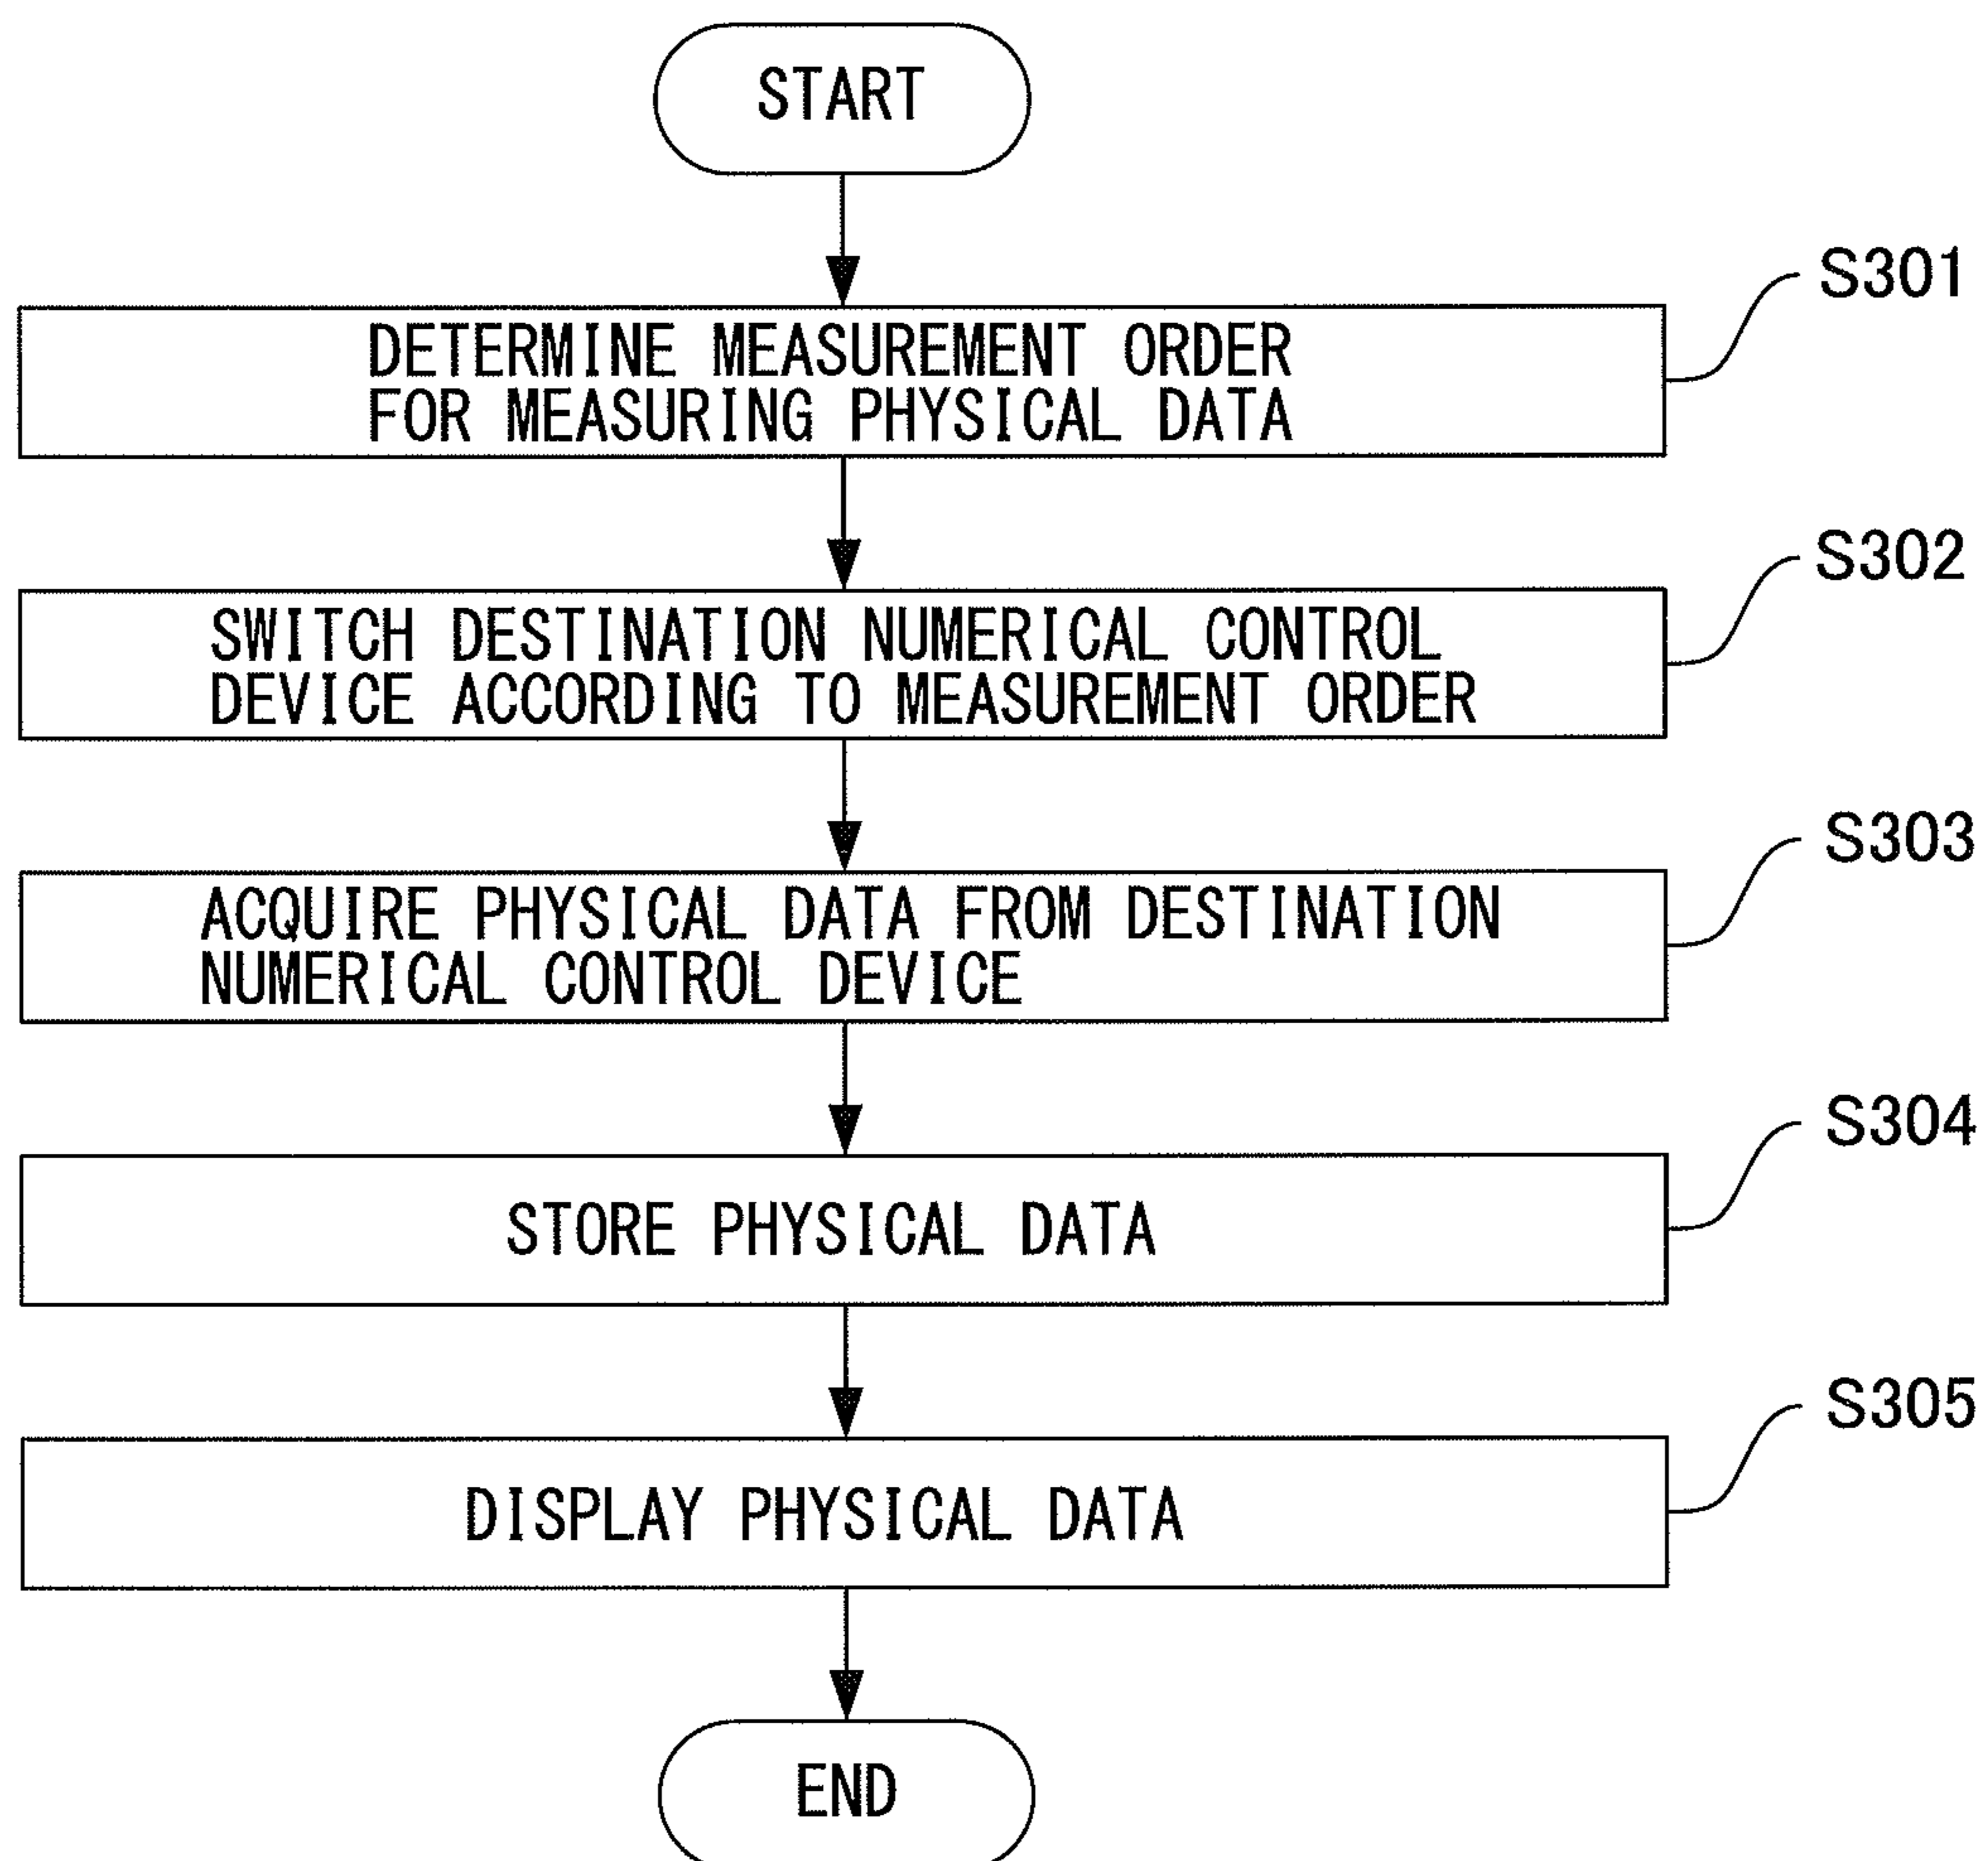 START
S301
DETERMINE MEASUREMENT ORDER
FOR MEASURING PHYSICAL DATA
S302
SWITCH DESTINATION NUMERICAL CONTROL
DEVICE ACCORDING TO MEASUREMENT ORDER
S303
ACQUIRE PHYSICAL DATA FROM DESTINATION
NUMERICAL CONTROL DEVICE
S304
STORE PHYSICAL DATA
S305
DISPLAY PHYSICAL DATA
END